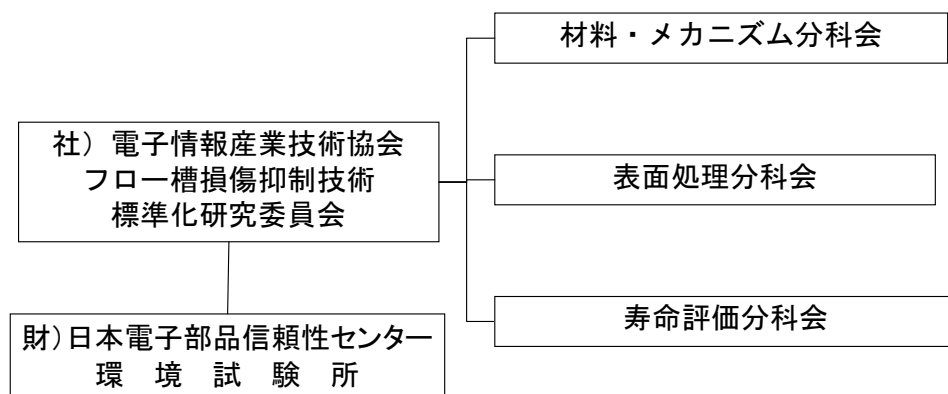 材料・メカニズム分科会
社）電子情報産業技術協会
フロー槽損傷抑制技術
標準化研究委員会
表面処理分科会
寿命評価分科会
財）日本電子部品信頼性センター
環　境　試　験　所